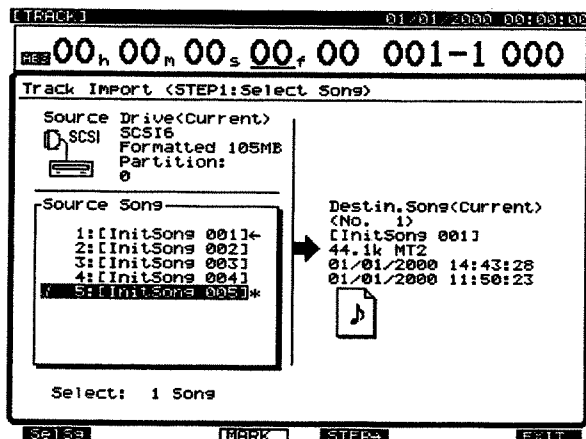 [TRACK] 01/01/2000 00:00:00
00h 00m 00s 00f 00 001-1 000
Track Import <STEP1:Select Song>
Source Drive<Current>
SCSI
SCSI6
Formatted 105MB
Partition:
0
Source Song
1:[InitSong 001]←
2:[InitSong 002]
3:[InitSong 003]
4:[InitSong 004]
5:[InitSong 005]*
Destin.Song<Current>
<No. 1>
[InitSong 001]
44.1k MT2
01/01/2000 14:43:28
01/01/2000 11:50:23
Select: 1 Song
SelSg MARK EXIT